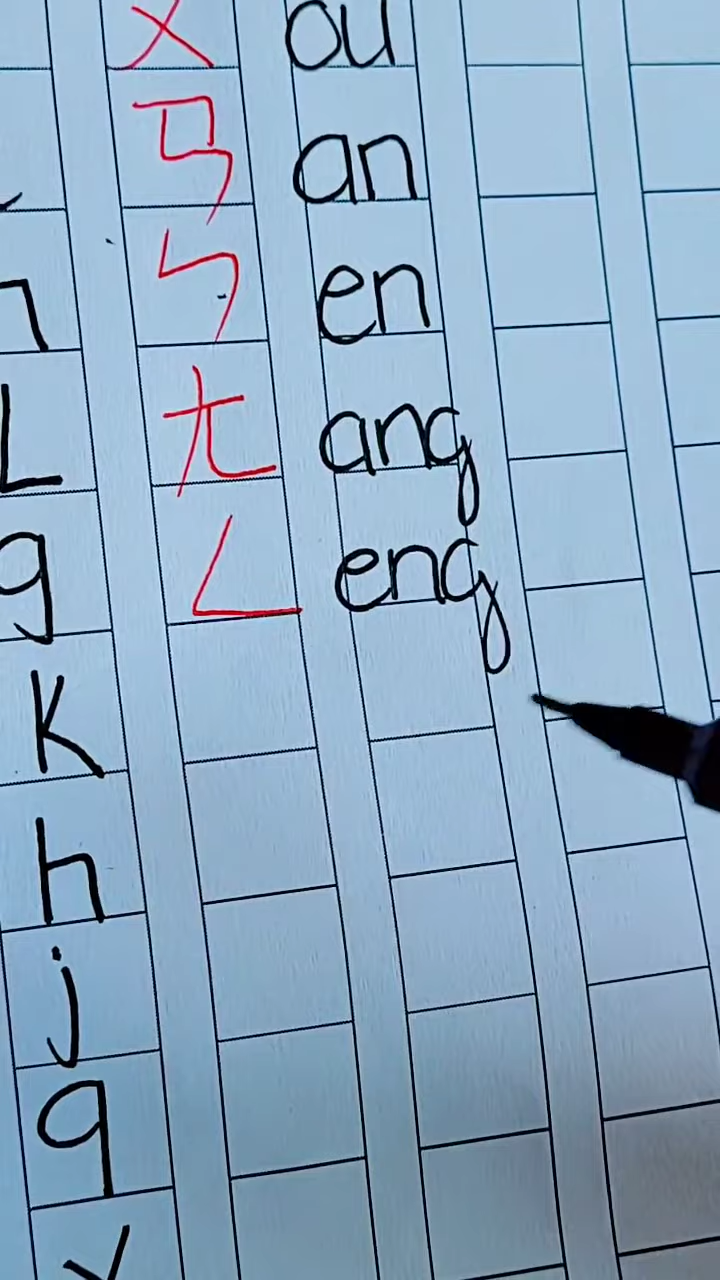 ㄡ ou
ㄢ an
n ㄣ en
L ㄤ ang
g ㄥ eng
k
h
j
q